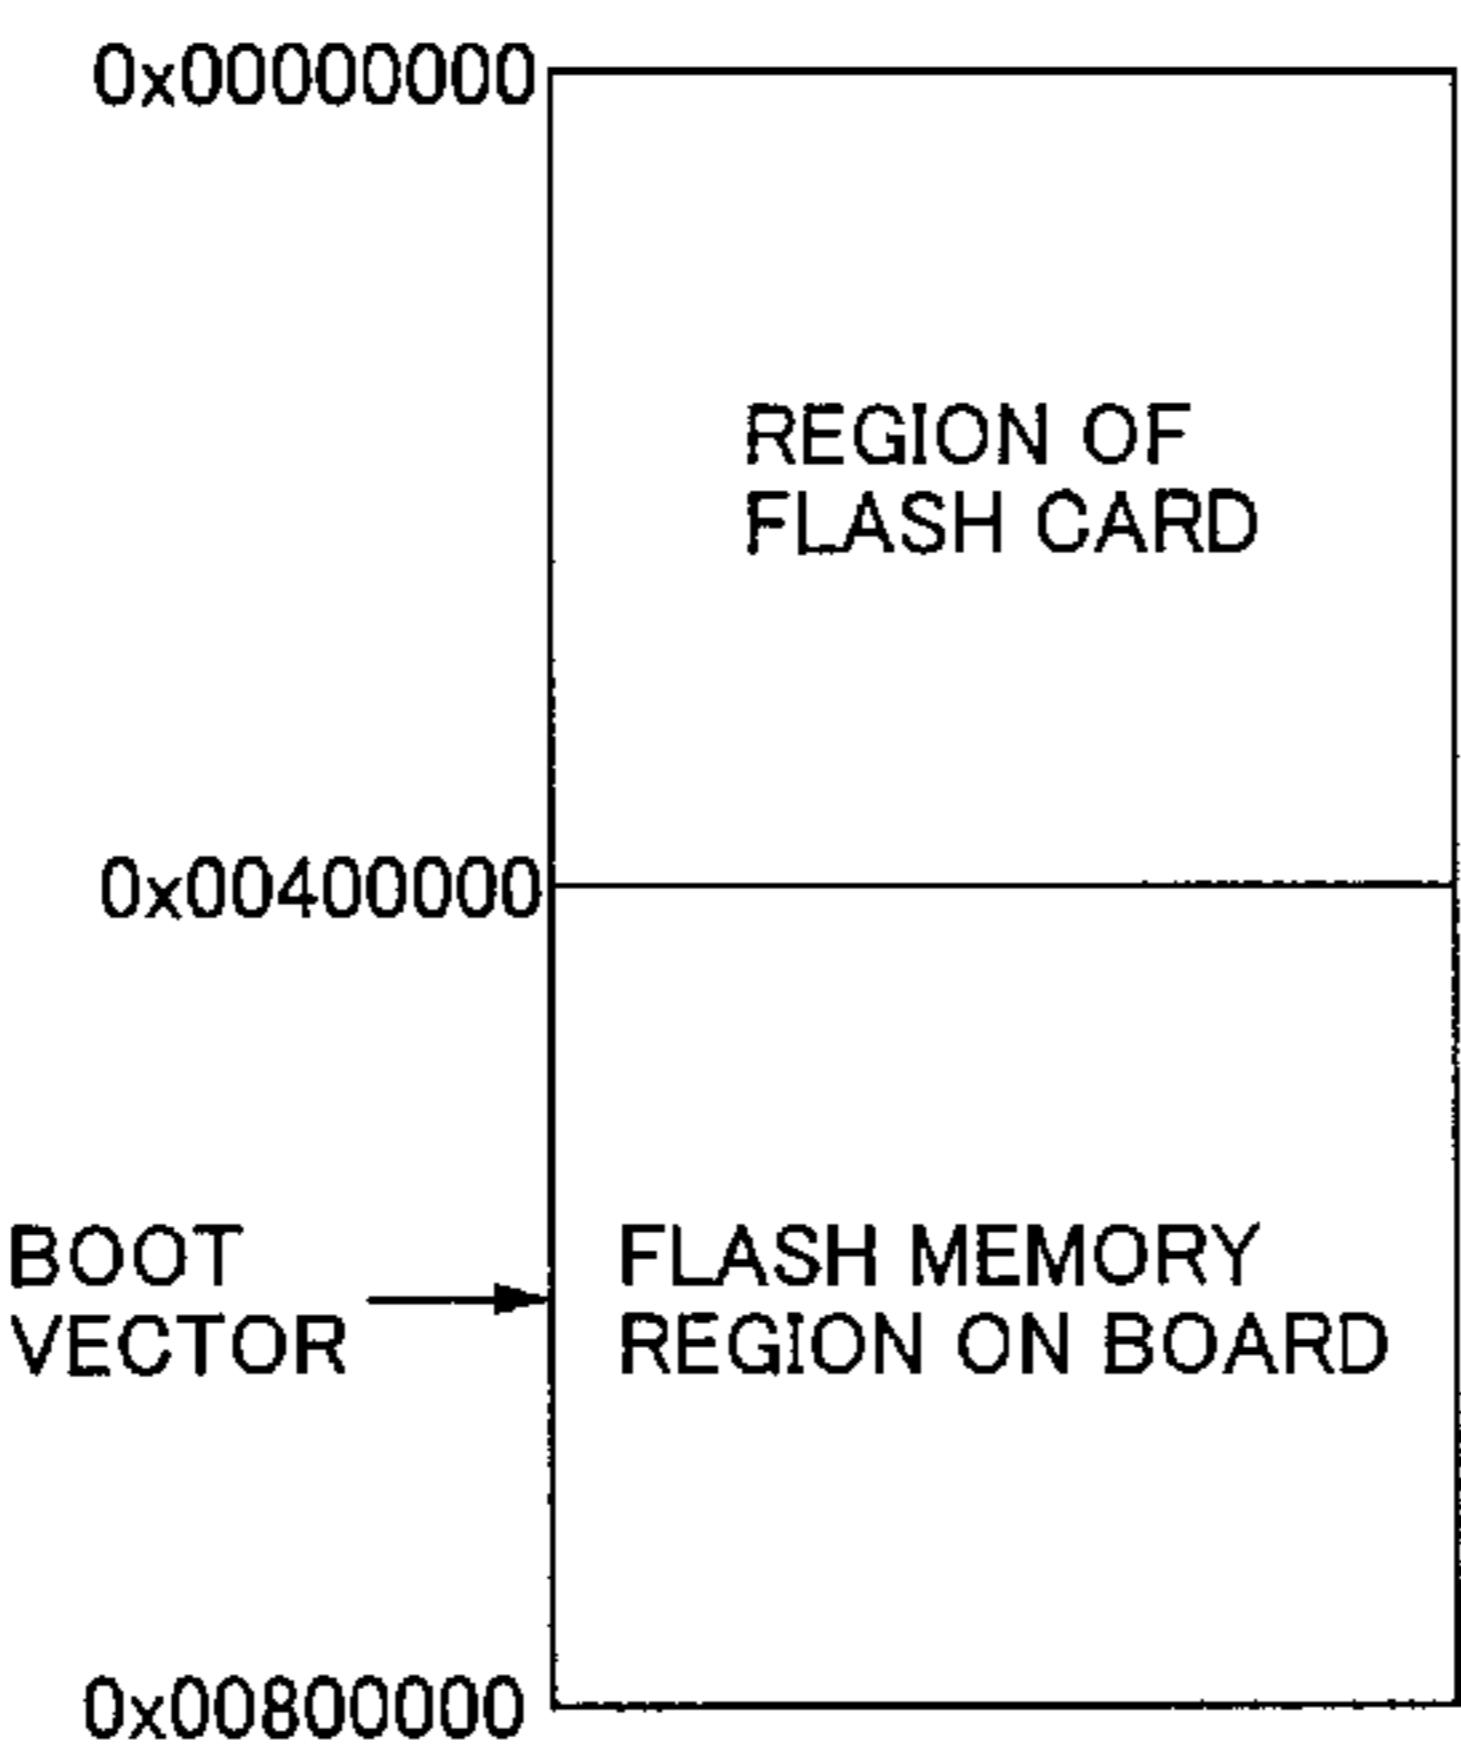 0x00000000
REGION OF
FLASH CARD
0x00400000
BOOT
VECTOR
FLASH MEMORY
REGION ON BOARD
0x00800000